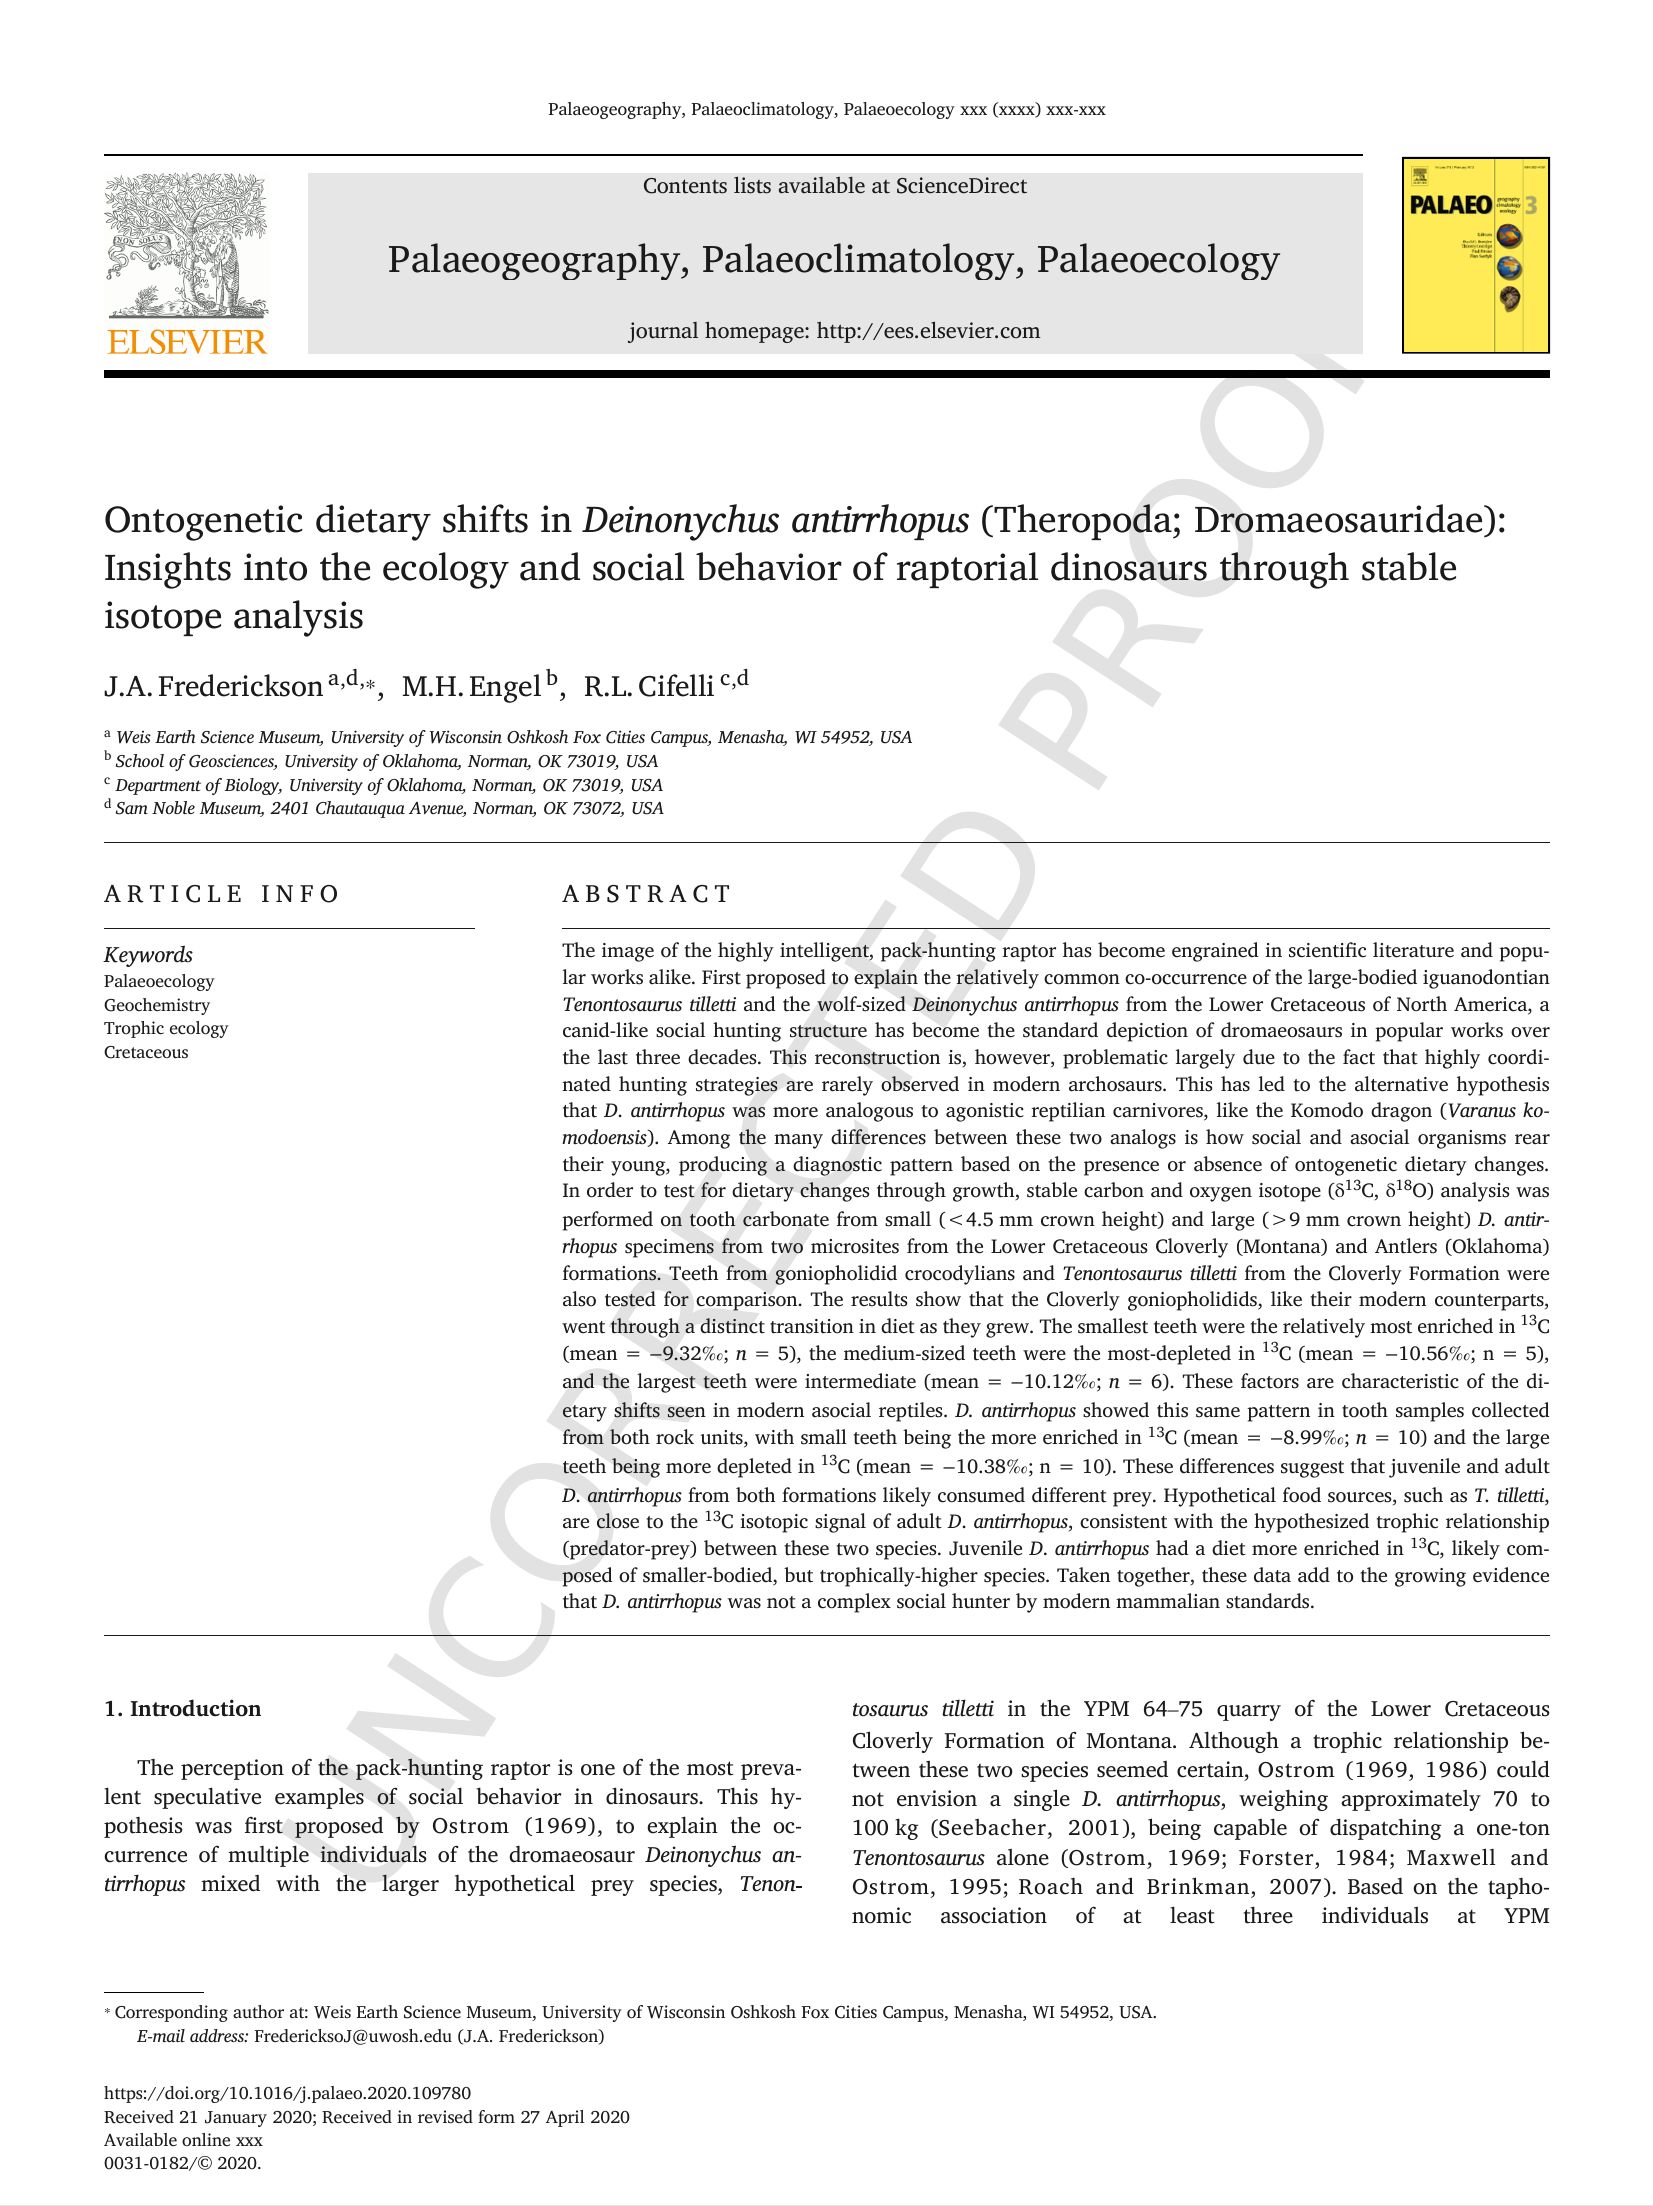 Palaeogeography, Palaeoclimatology, Palaeoecology xxx (xxxx) xxx-xxx
Contents lists available at ScienceDirect
Palaeogeography, Palaeoclimatology, Palaeoecology
journal homepage: http://ees.elsevier.com
NON SOLUS
ELSEVIER
PALAEO
geography
climatology
ecology
3
UNCORRECTED PROOF
Ontogenetic dietary shifts in Deinonychus antirrhopus (Theropoda; Dromaeosauridae):
Insights into the ecology and social behavior of raptorial dinosaurs through stable
isotope analysis
J.A. Frederickson a,d,*, M.H. Engel b, R.L. Cifelli c,d
a Weis Earth Science Museum, University of Wisconsin Oshkosh Fox Cities Campus, Menasha, WI 54952, USA
b School of Geosciences, University of Oklahoma, Norman, OK 73019, USA
c Department of Biology, University of Oklahoma, Norman, OK 73019, USA
d Sam Noble Museum, 2401 Chautauqua Avenue, Norman, OK 73072, USA
ARTICLE INFO
Keywords
Palaeoecology
Geochemistry
Trophic ecology
Cretaceous
ABSTRACT
The image of the highly intelligent, pack-hunting raptor has become engrained in scientific literature and popu-
lar works alike. First proposed to explain the relatively common co-occurrence of the large-bodied iguanodontian
Tenontosaurus tilletti and the wolf-sized Deinonychus antirrhopus from the Lower Cretaceous of North America, a
canid-like social hunting structure has become the standard depiction of dromaeosaurs in popular works over
the last three decades. This reconstruction is, however, problematic largely due to the fact that highly coordi-
nated hunting strategies are rarely observed in modern archosaurs. This has led to the alternative hypothesis
that D. antirrhopus was more analogous to agonistic reptilian carnivores, like the Komodo dragon (Varanus ko-
modoensis). Among the many differences between these two analogs is how social and asocial organisms rear
their young, producing a diagnostic pattern based on the presence or absence of ontogenetic dietary changes.
In order to test for dietary changes through growth, stable carbon and oxygen isotope (δ13C, δ18O) analysis was
performed on tooth carbonate from small (<4.5 mm crown height) and large (>9 mm crown height) D. antir-
rhopus specimens from two microsites from the Lower Cretaceous Cloverly (Montana) and Antlers (Oklahoma)
formations. Teeth from goniopholidid crocodylians and Tenontosaurus tilletti from the Cloverly Formation were
also tested for comparison. The results show that the Cloverly goniopholidids, like their modern counterparts,
went through a distinct transition in diet as they grew. The smallest teeth were the relatively most enriched in 13C
(mean = −9.32‰; n = 5), the medium-sized teeth were the most-depleted in 13C (mean = −10.56‰; n = 5),
and the largest teeth were intermediate (mean = −10.12‰; n = 6). These factors are characteristic of the di-
etary shifts seen in modern asocial reptiles. D. antirrhopus showed this same pattern in tooth samples collected
from both rock units, with small teeth being the more enriched in 13C (mean = −8.99‰; n = 10) and the large
teeth being more depleted in 13C (mean = −10.38‰; n = 10). These differences suggest that juvenile and adult
D. antirrhopus from both formations likely consumed different prey. Hypothetical food sources, such as T. tilletti,
are close to the 13C isotopic signal of adult D. antirrhopus, consistent with the hypothesized trophic relationship
(predator-prey) between these two species. Juvenile D. antirrhopus had a diet more enriched in 13C, likely com-
posed of smaller-bodied, but trophically-higher species. Taken together, these data add to the growing evidence
that D. antirrhopus was not a complex social hunter by modern mammalian standards.
1. Introduction
The perception of the pack-hunting raptor is one of the most preva-
lent speculative examples of social behavior in dinosaurs. This hy-
pothesis was first proposed by Ostrom (1969), to explain the oc-
currence of multiple individuals of the dromaeosaur Deinonychus an-
tirrhopus mixed with the larger hypothetical prey species, Tenon-
tosaurus tilletti in the YPM 64–75 quarry of the Lower Cretaceous
Cloverly Formation of Montana. Although a trophic relationship be-
tween these two species seemed certain, Ostrom (1969, 1986) could
not envision a single D. antirrhopus, weighing approximately 70 to
100 kg (Seebacher, 2001), being capable of dispatching a one-ton
Tenontosaurus alone (Ostrom, 1969; Forster, 1984; Maxwell and
Ostrom, 1995; Roach and Brinkman, 2007). Based on the tapho-
nomic association of at least three individuals at YPM
* Corresponding author at: Weis Earth Science Museum, University of Wisconsin Oshkosh Fox Cities Campus, Menasha, WI 54952, USA.
E-mail address: FredericksoJ@uwosh.edu (J.A. Frederickson)
https://doi.org/10.1016/j.palaeo.2020.109780
Received 21 January 2020; Received in revised form 27 April 2020
Available online xxx
0031-0182/© 2020.